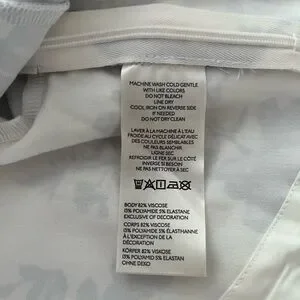 MACHINE WASH COLD GENTLE
WITH LIKE COLORS
DO NOT BLEACH
LINE DRY
COOL IRON ON REVERSE SIDE
IF NEEDED
DO NOT DRY CLEAN
LAVER À LA MACHINE À L'EAU
FROIDE AU CYCLE DÉLICAT AVEC
DES COULEURS SEMBLABLES
NE PAS BLANCHIR
LIGNE SEC
REFROIDIR LE FER SUR LE CÔTÉ
INVERSE SI BESOIN
NE PAS NETTOYER À SEC
BODY 82% VISCOSE
13% POLYAMIDE 5% ELASTANE
EXCLUSIVE OF DECORATION
CORPS 82% VISCOSE
13% POLYAMIDE 5% ÉLASTHANNE
À L'EXCEPTION DE LA
DÉCORATION
KÖRPER 82% VISKOSE
13% POLYAMID 5% ELASTAN
OHNE DEKO